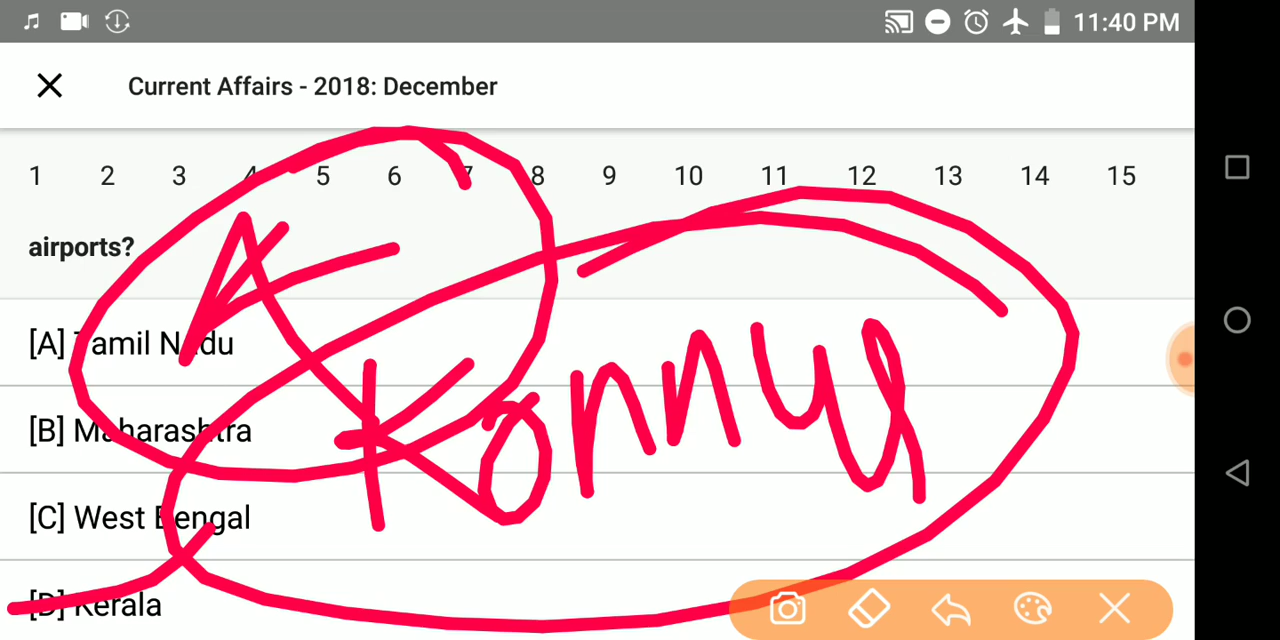 11:40 PM
Current Affairs - 2018: December
1 2 3 4 5 6 7 8 9 10 11 12 13 14 15
airports?
[A] Tamil Nadu
[B] Maharashtra
[C] West Bengal
[D] Kerala